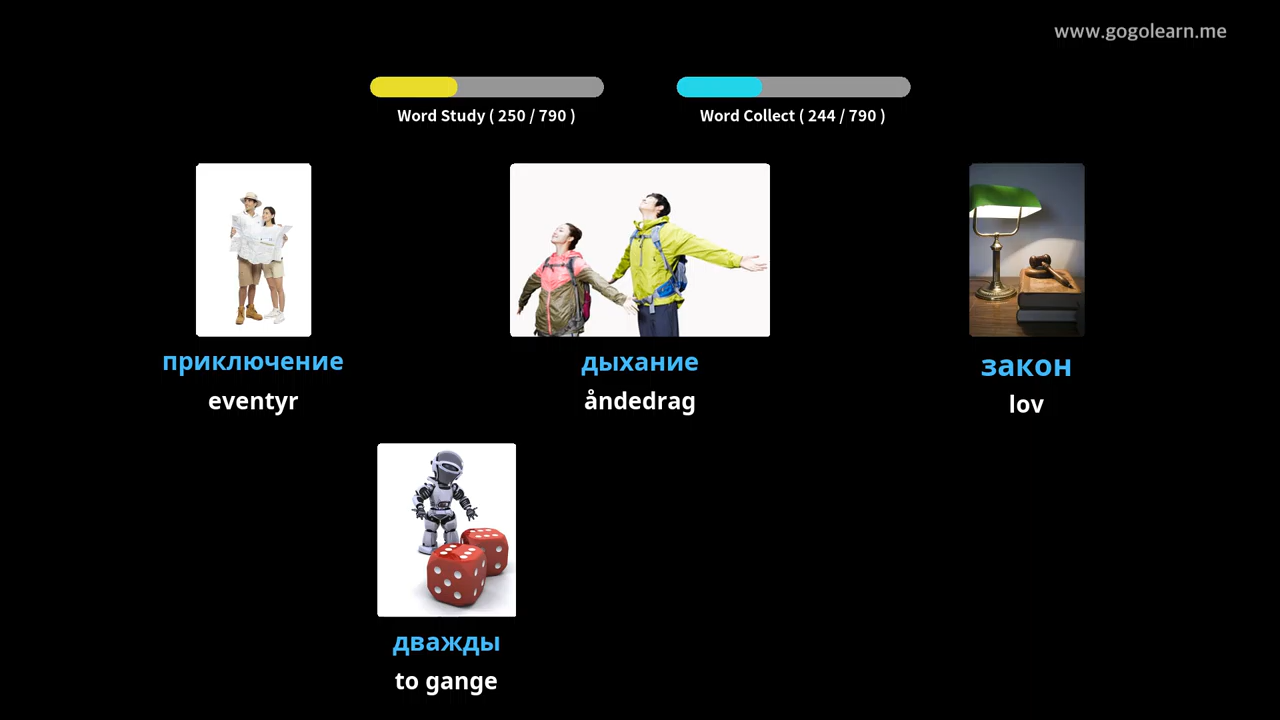 www.gogolearn.me
Word Study ( 250 / 790 )
Word Collect ( 244 / 790 )
приключение
eventyr
дыхание
åndedrag
закон
lov
дважды
to gange